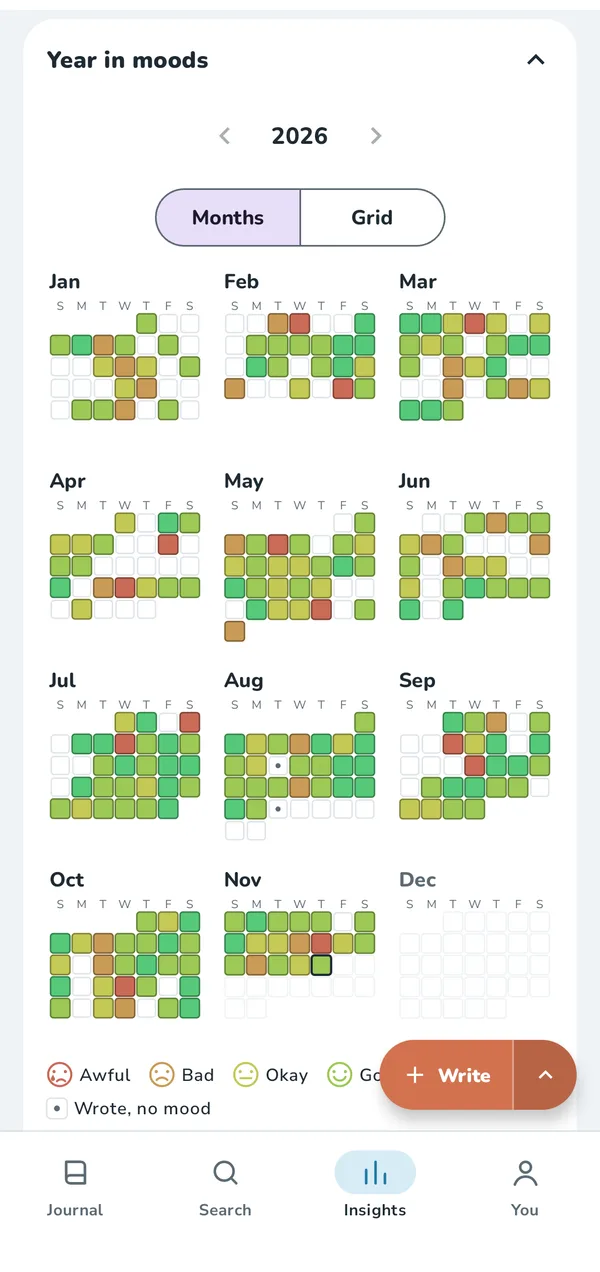 Year in moods
2026
Months Grid
Jan Feb Mar
S M T W T F S S M T W T F S S M T W T F S
Apr May Jun
S M T W T F S S M T W T F S S M T W T F S
Jul Aug Sep
S M T W T F S S M T W T F S S M T W T F S
Oct Nov Dec
S M T W T F S S M T W T F S S M T W T F S
Awful Bad Okay Go
+ Write
Wrote, no mood
Journal Search Insights You